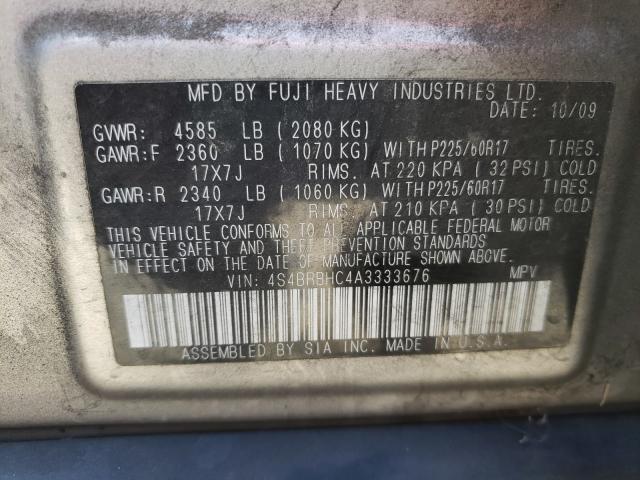 MFD BY FUJI HEAVY INDUSTRIES LTD.
DATE: 10/09
GVWR: 4585 LB ( 2080 KG)
GAWR:F 2360 LB ( 1070 KG) WITH P225/60R17 TIRES.
17X7J RIMS. AT 220 KPA ( 32 PSI) COLD
GAWR:R 2340 LB ( 1060 KG) WITH P225/60R17 TIRES.
17X7J RIMS. AT 210 KPA ( 30 PSI) COLD
THIS VEHICLE CONFORMS TO ALL APPLICABLE FEDERAL MOTOR
VEHICLE SAFETY AND THEFT PREVENTION STANDARDS
IN EFFECT ON THE DATE OF MANUFACTURE SHOWN ABOVE.
VIN: 4S4BRBHC4A3333676 MPV
ASSEMBLED BY SIA INC. MADE IN U.S.A.